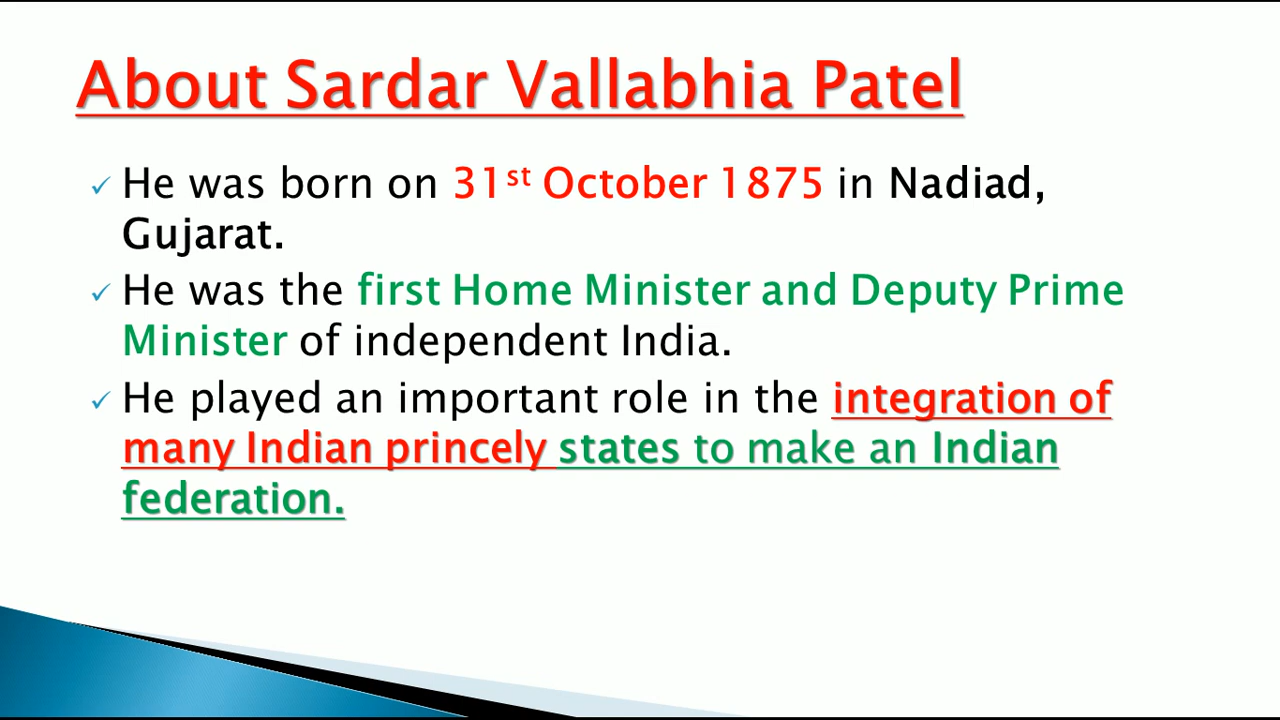 About Sardar Vallabhia Patel
✓ He was born on 31st October 1875 in Nadiad,
Gujarat.
✓ He was the first Home Minister and Deputy Prime
Minister of independent India.
✓ He played an important role in the integration of
many Indian princely states to make an Indian
federation.